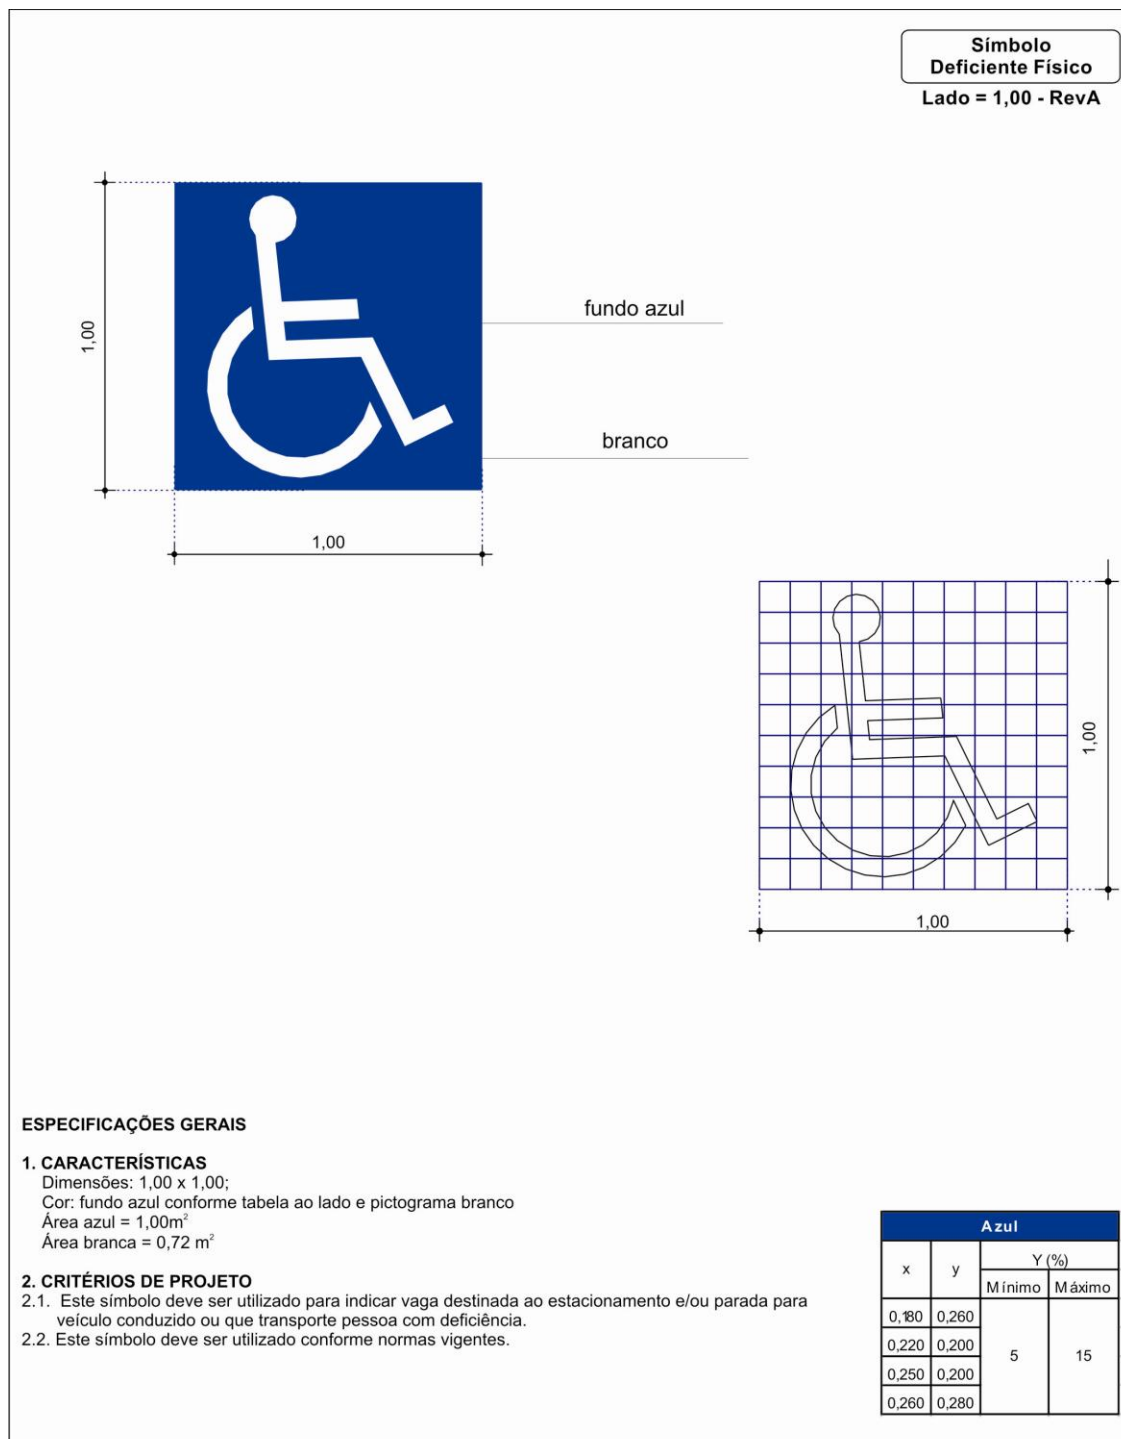 Símbolo
Deficiente Físico
Lado = 1,00 - RevA
1,00
fundo azul
branco
1,00
1,00
1,00
ESPECIFICAÇÕES GERAIS
1. CARACTERÍSTICAS
Dimensões: 1,00 x 1,00;
Cor: fundo azul conforme tabela ao lado e pictograma branco
Área azul = 1,00m²
Área branca = 0,72 m²
2. CRITÉRIOS DE PROJETO
2.1. Este símbolo deve ser utilizado para indicar vaga destinada ao estacionamento e/ou parada para
veículo conduzido ou que transporte pessoa com deficiência.
2.2. Este símbolo deve ser utilizado conforme normas vigentes.
Azul
x y Y (%)
Mínimo Máximo
0,180 0,260
0,220 0,200
5 15
0,250 0,200
0,260 0,280